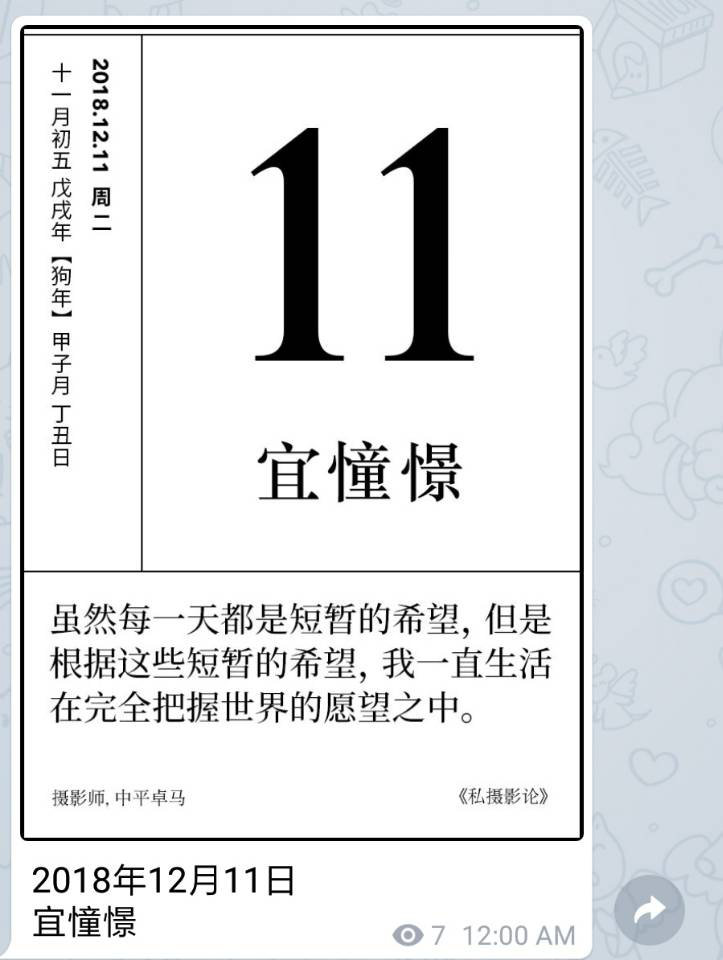 2018.12.11 周二
十一月初五 戊戌年【狗年】甲子月 丁丑日
11
宜憧憬
虽然每一天都是短暂的希望，但是
根据这些短暂的希望，我一直生活
在完全把握世界的愿望之中。
摄影师, 中平卓马
《私摄影论》
2018年12月11日
宜憧憬
7 12:00 AM